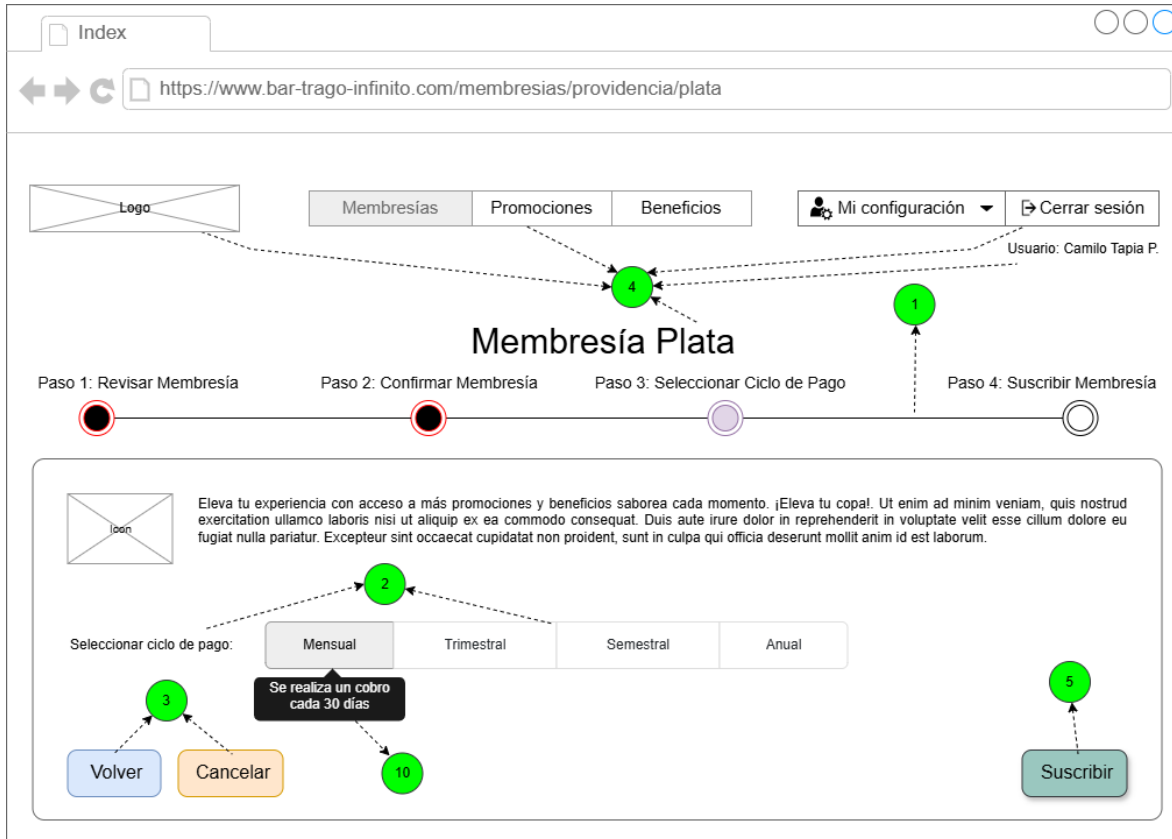 Index
https://www.bar-trago-infinito.com/membresias/providencia/plata
Logo
Membresías
Promociones
Beneficios
Mi configuración
Cerrar sesión
Usuario: Camilo Tapia P.
4
1
Membresía Plata
Paso 1: Revisar Membresía
Paso 2: Confirmar Membresía
Paso 3: Seleccionar Ciclo de Pago
Paso 4: Suscribir Membresía
Icon
Eleva tu experiencia con acceso a más promociones y beneficios saborea cada momento. ¡Eleva tu copa!. Ut enim ad minim veniam, quis nostrud
exercitation ullamco laboris nisi ut aliquip ex ea commodo consequat. Duis aute irure dolor in reprehenderit in voluptate velit esse cillum dolore eu
fugiat nulla pariatur. Excepteur sint occaecat cupidatat non proident, sunt in culpa qui officia deserunt mollit anim id est laborum.
2
Seleccionar ciclo de pago:
Mensual
Trimestral
Semestral
Anual
Se realiza un cobro
cada 30 días
3
5
Volver
Cancelar
10
Suscribir